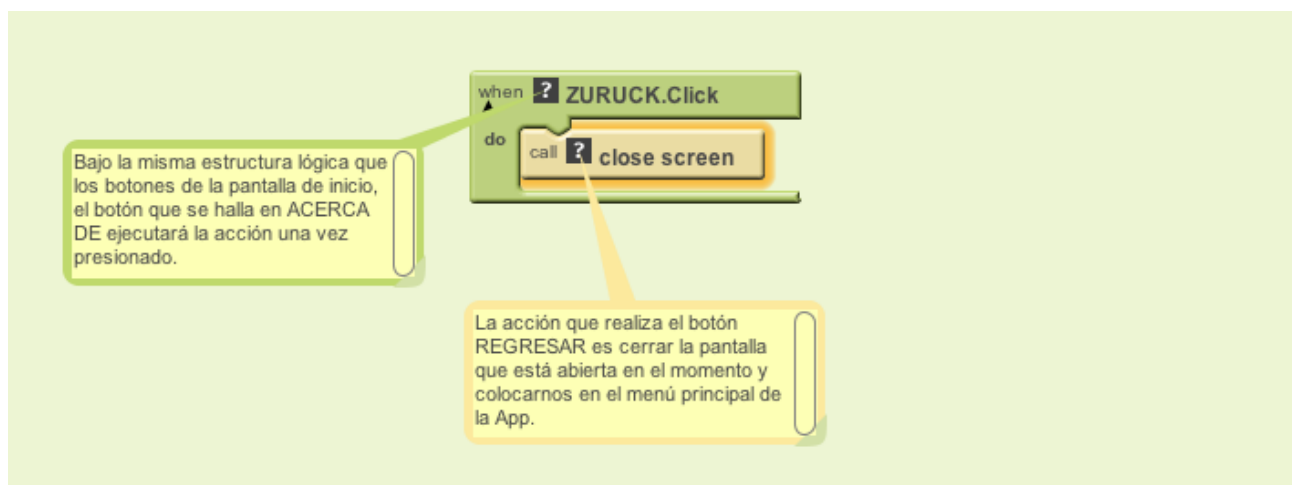 when ? ZURUCK.Click
do
call ? close screen
Bajo la misma estructura lógica que
los botones de la pantalla de inicio,
el botón que se halla en ACERCA
DE ejecutará la acción una vez
presionado.
La acción que realiza el botón
REGRESAR es cerrar la pantalla
que está abierta en el momento y
colocarnos en el menú principal de
la App.